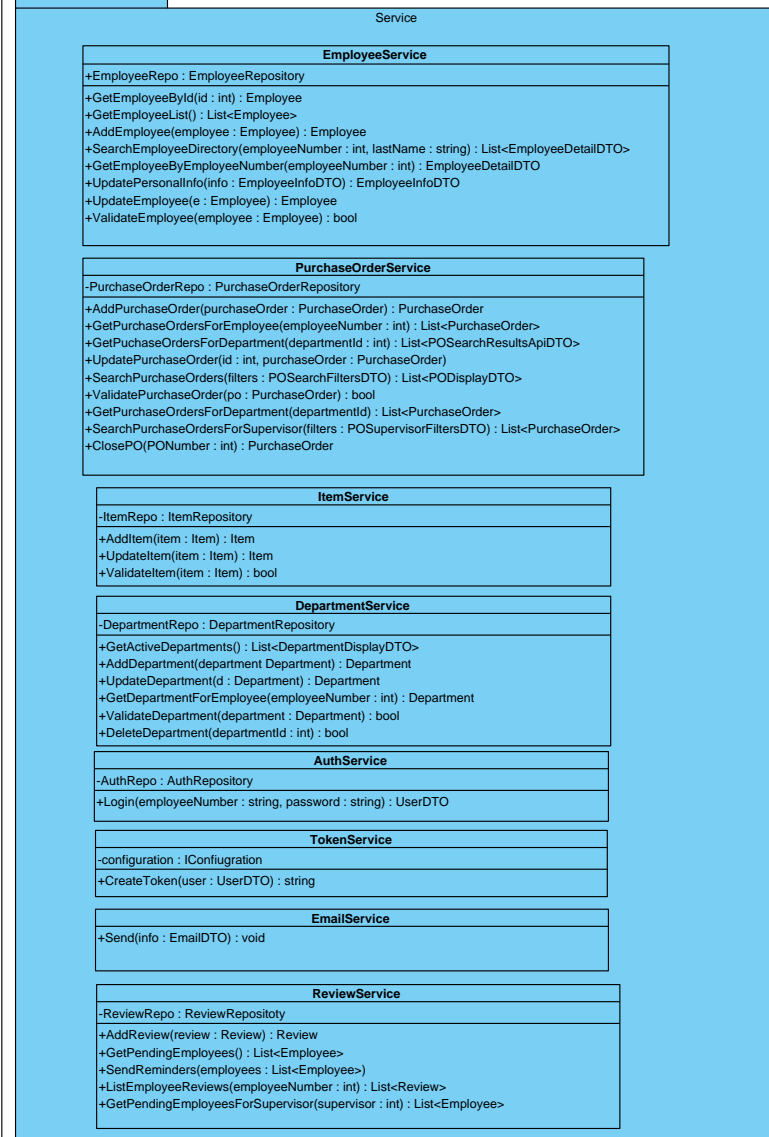 Service
EmployeeService
+EmployeeRepo : EmployeeRepository
+GetEmployeeById(id : int) : Employee
+GetEmployeeList() : List<Employee>
+AddEmployee(employee : Employee) : Employee
+SearchEmployeeDirectory(employeeNumber : int, lastName : string) : List<EmployeeDetailDTO>
+GetEmployeeByEmployeeNumber(employeeNumber : int) : EmployeeDetailDTO
+UpdatePersonalInfo(info : EmployeeInfoDTO) : EmployeeInfoDTO
+UpdateEmployee(e : Employee) : Employee
+ValidateEmployee(employee : Employee) : bool
PurchaseOrderService
-PurchaseOrderRepo : PurchaseOrderRepository
+AddPurchaseOrder(purchaseOrder : PurchaseOrder) : PurchaseOrder
+GetPurchaseOrdersForEmployee(employeeNumber : int) : List<PurchaseOrder>
+GetPuchaseOrdersForDepartment(departmentId : int) : List<POSearchResultsApiDTO>
+UpdatePurchaseOrder(id : int, purchaseOrder : PurchaseOrder)
+SearchPurchaseOrders(filters : POSearchFiltersDTO) : List<PODisplayDTO>
+ValidatePurchaseOrder(po : PurchaseOrder) : bool
+GetPurchaseOrdersForDepartment(departmentId) : List<PurchaseOrder>
+SearchPurchaseOrdersForSupervisor(filters : POSupervisorFiltersDTO) : List<PurchaseOrder>
+ClosePO(PONumber : int) : PurchaseOrder
ItemService
-ItemRepo : ItemRepository
+AddItem(item : Item) : Item
+UpdateItem(item : Item) : Item
+ValidateItem(item : Item) : bool
DepartmentService
-DepartmentRepo : DepartmentRepository
+GetActiveDepartments() : List<DepartmentDisplayDTO>
+AddDepartment(department Department) : Department
+UpdateDepartment(d : Department) : Department
+GetDepartmentForEmployee(employeeNumber : int) : Department
+ValidateDepartment(department : Department) : bool
+DeleteDepartment(departmentId : int) : bool
AuthService
-AuthRepo : AuthRepository
+Login(employeeNumber : string, password : string) : UserDTO
TokenService
-configuration : IConfiugration
+CreateToken(user : UserDTO) : string
EmailService
+Send(info : EmailDTO) : void
ReviewService
-ReviewRepo : ReviewRepositoty
+AddReview(review : Review) : Review
+GetPendingEmployees() : List<Employee>
+SendReminders(employees : List<Employee>)
+ListEmployeeReviews(employeeNumber : int) : List<Review>
+GetPendingEmployeesForSupervisor(supervisor : int) : List<Employee>